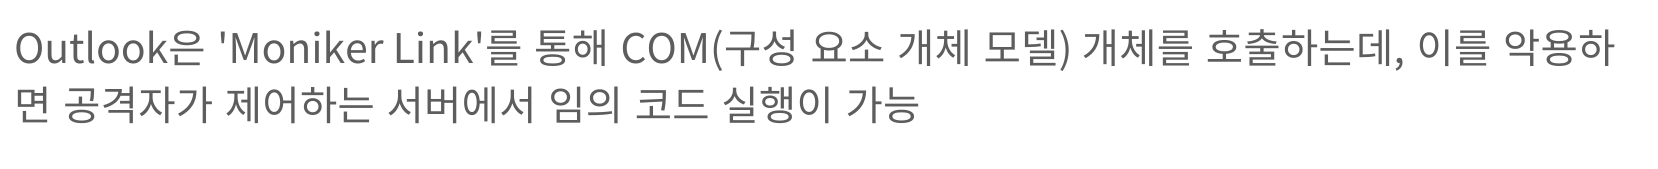 Outlook은 'Moniker Link'를 통해 COM(구성 요소 개체 모델) 개체를 호출하는데, 이를 악용하
면 공격자가 제어하는 서버에서 임의 코드 실행이 가능